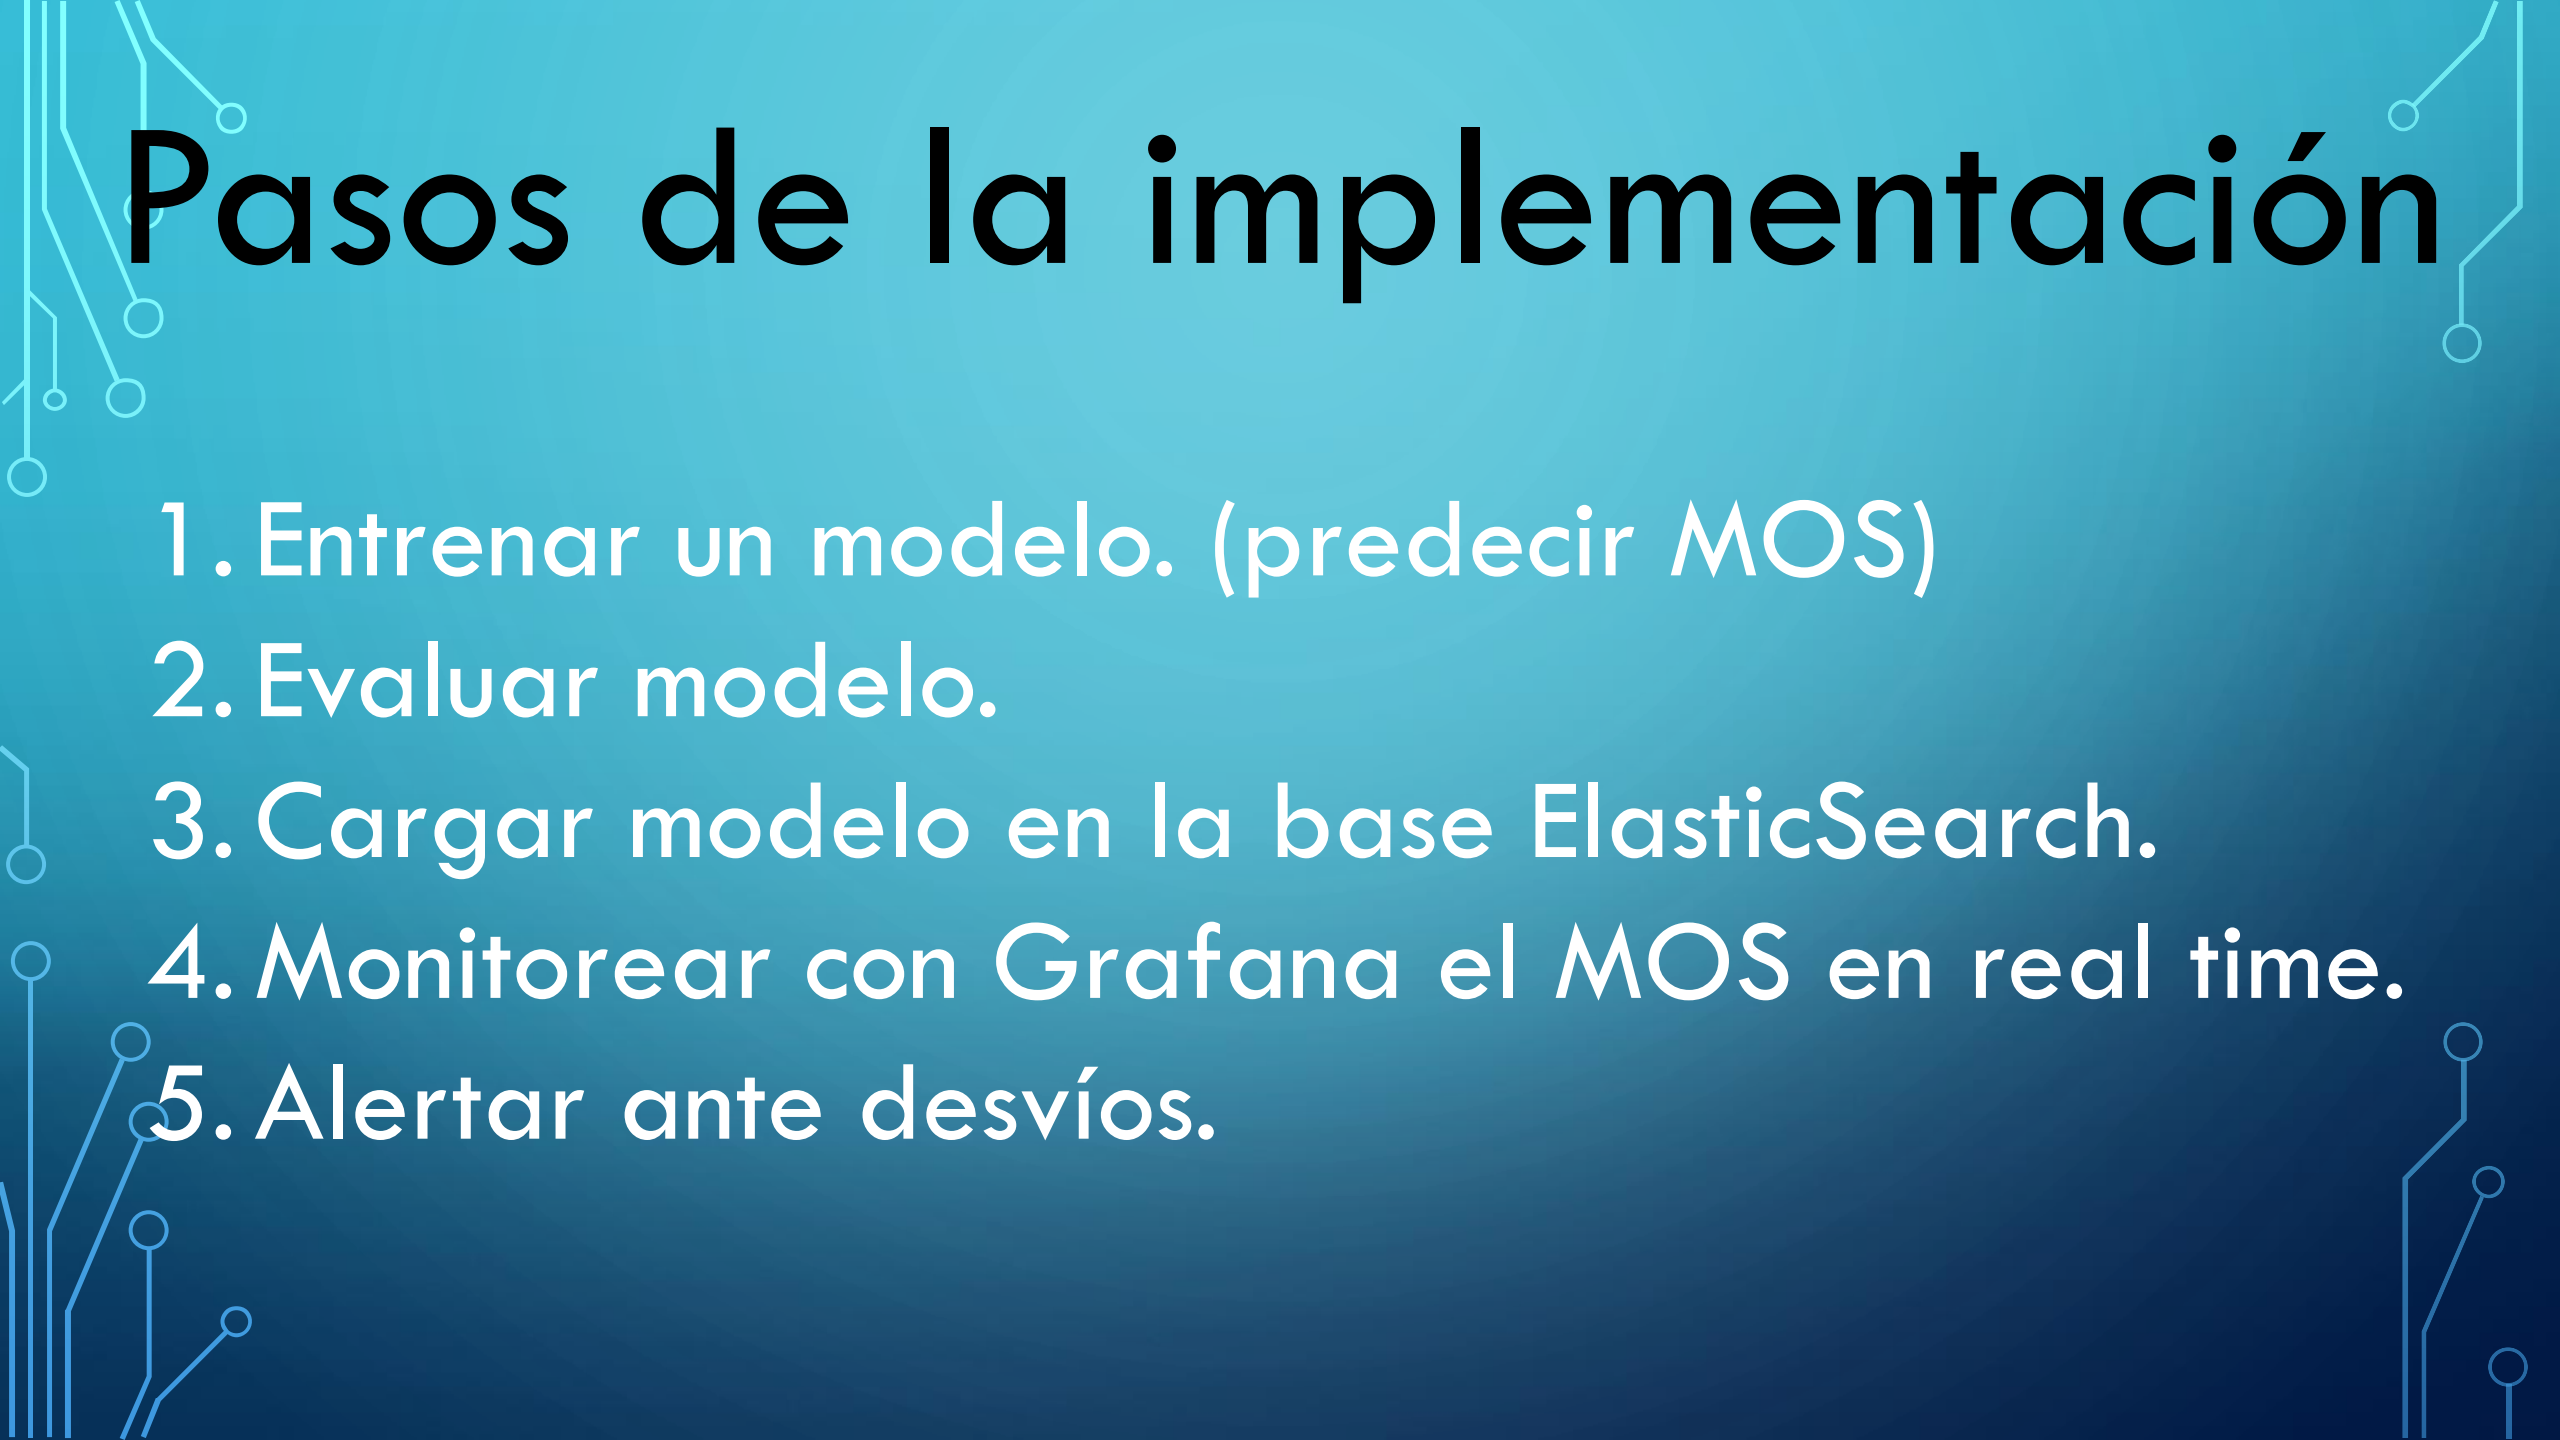 Pasos de la implementación
1. Entrenar un modelo. (predecir MOS)
2. Evaluar modelo.
3. Cargar modelo en la base ElasticSearch.
4. Monitorear con Grafana el MOS en real time.
5. Alertar ante desvíos.